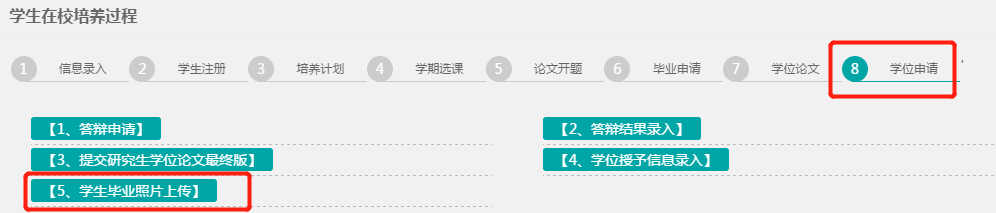 学生在校培养过程
1 信息录入 2 学生注册 3 培养计划 4 学期选课 5 论文开题 6 毕业申请 7 学位论文 8 学位申请
【1、答辩申请】 【2、答辩结果录入】
【3、提交研究生学位论文最终版】 【4、学位授予信息录入】
【5、学生毕业照片上传】